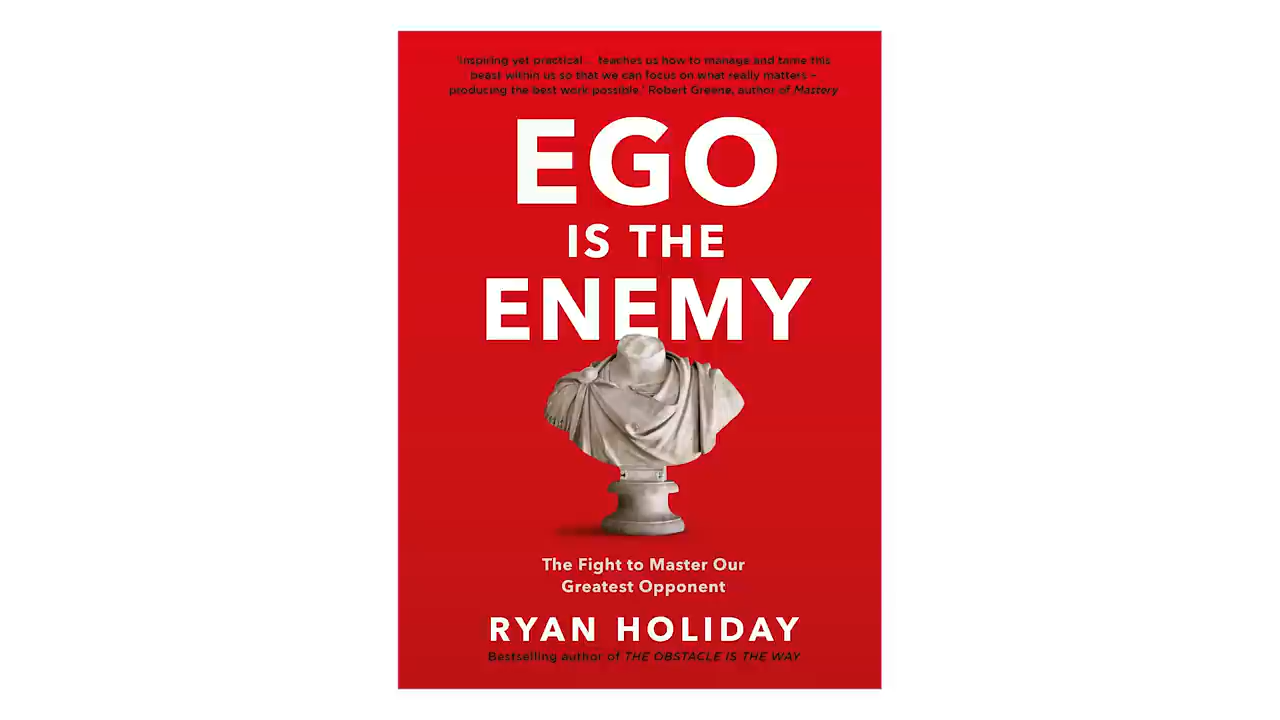 'Inspiring yet practical... teaches us how to manage and tame this
beast within us so that we can focus on what really matters –
producing the best work possible.' Robert Greene, author of Mastery
EGO
IS THE
ENEMY
The Fight to Master Our
Greatest Opponent
RYAN HOLIDAY
Bestselling author of THE OBSTACLE IS THE WAY